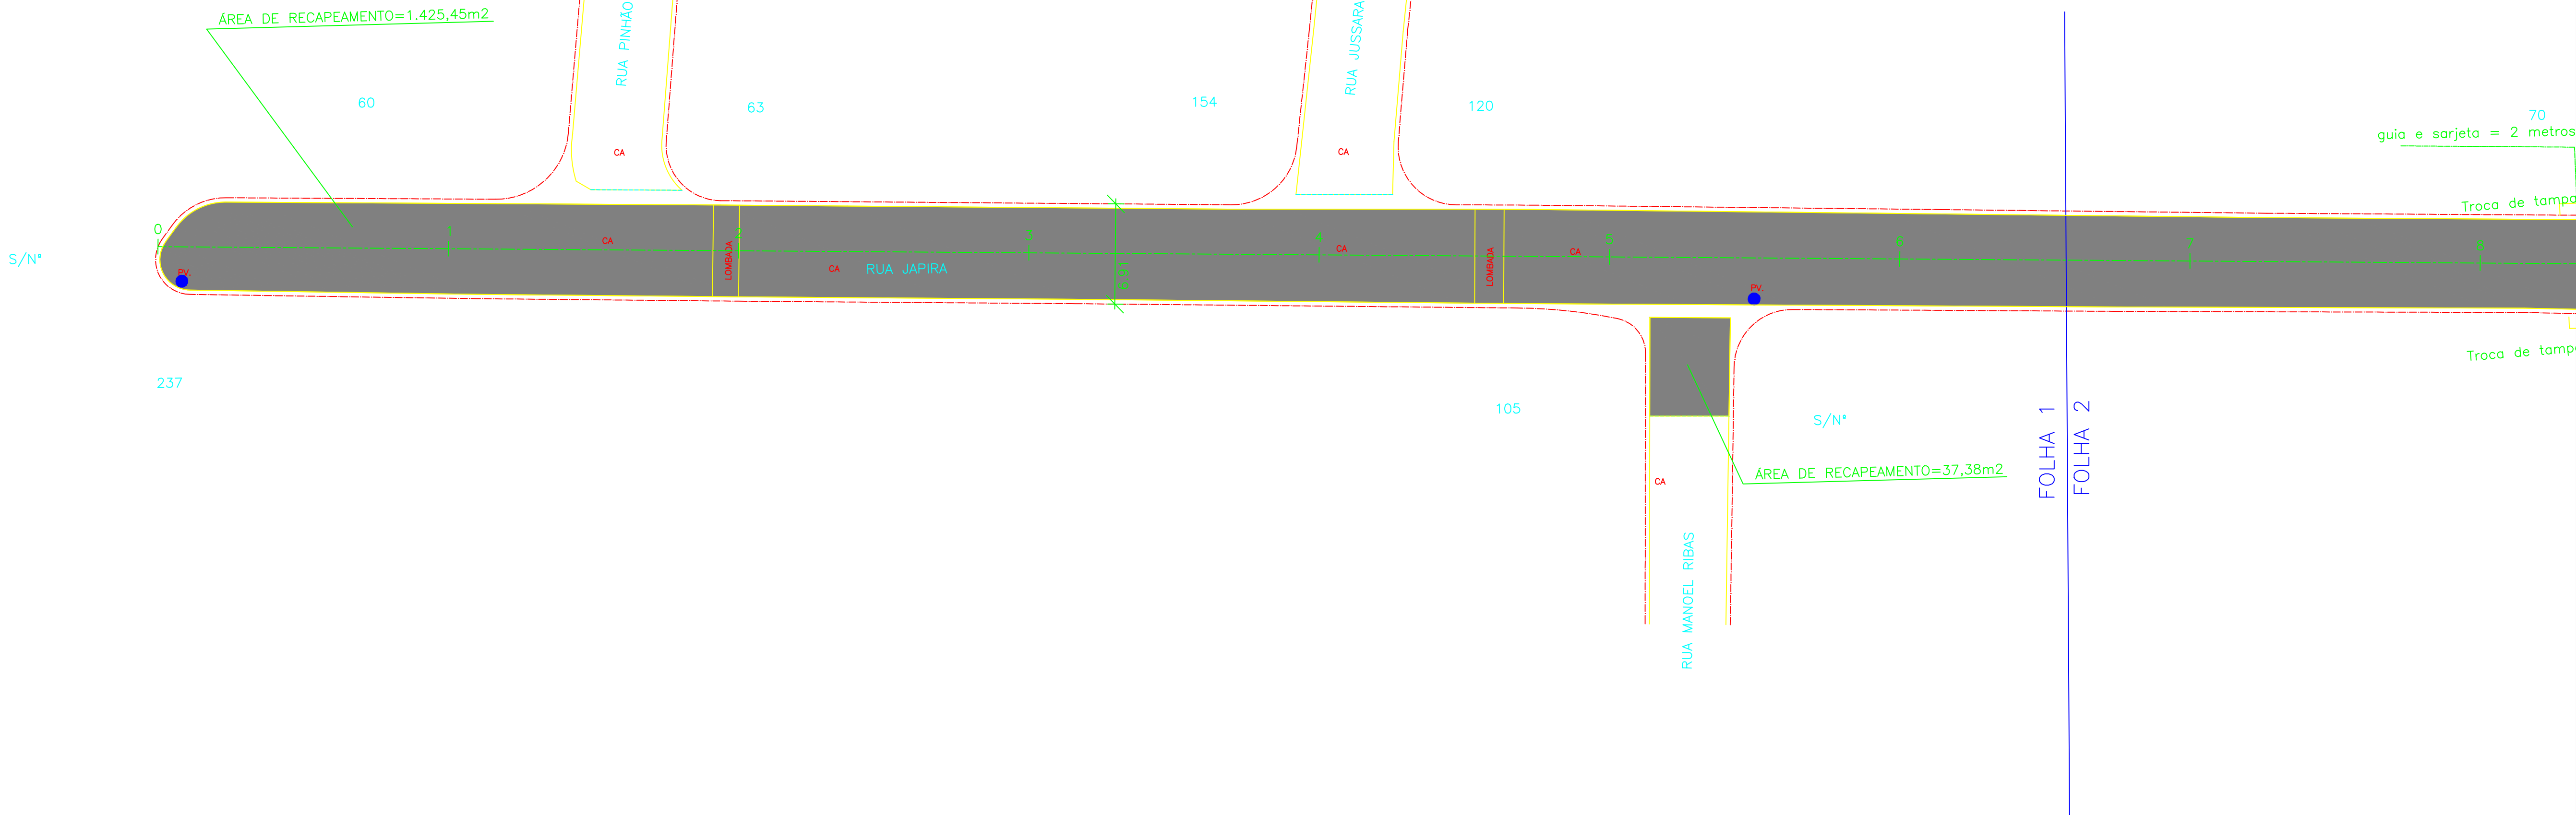 ÁREA DE RECAPEAMENTO=1.425,45m2
RUA PINHÃO
RUA JUSSARA
60
63
154
120
70
guia e sarjeta = 2 metros
CA
CA
Troca de tampa
0
1
2
3
4
5
6
7
8
S/Nº
PV.
CA
LOMBADA
CA
RUA JAPIRA
6.91
CA
LOMBADA
CA
PV.
Troca de tampa
237
105
S/Nº
FOLHA 1
FOLHA 2
ÁREA DE RECAPEAMENTO=37,38m2
CA
RUA MANOEL RIBAS